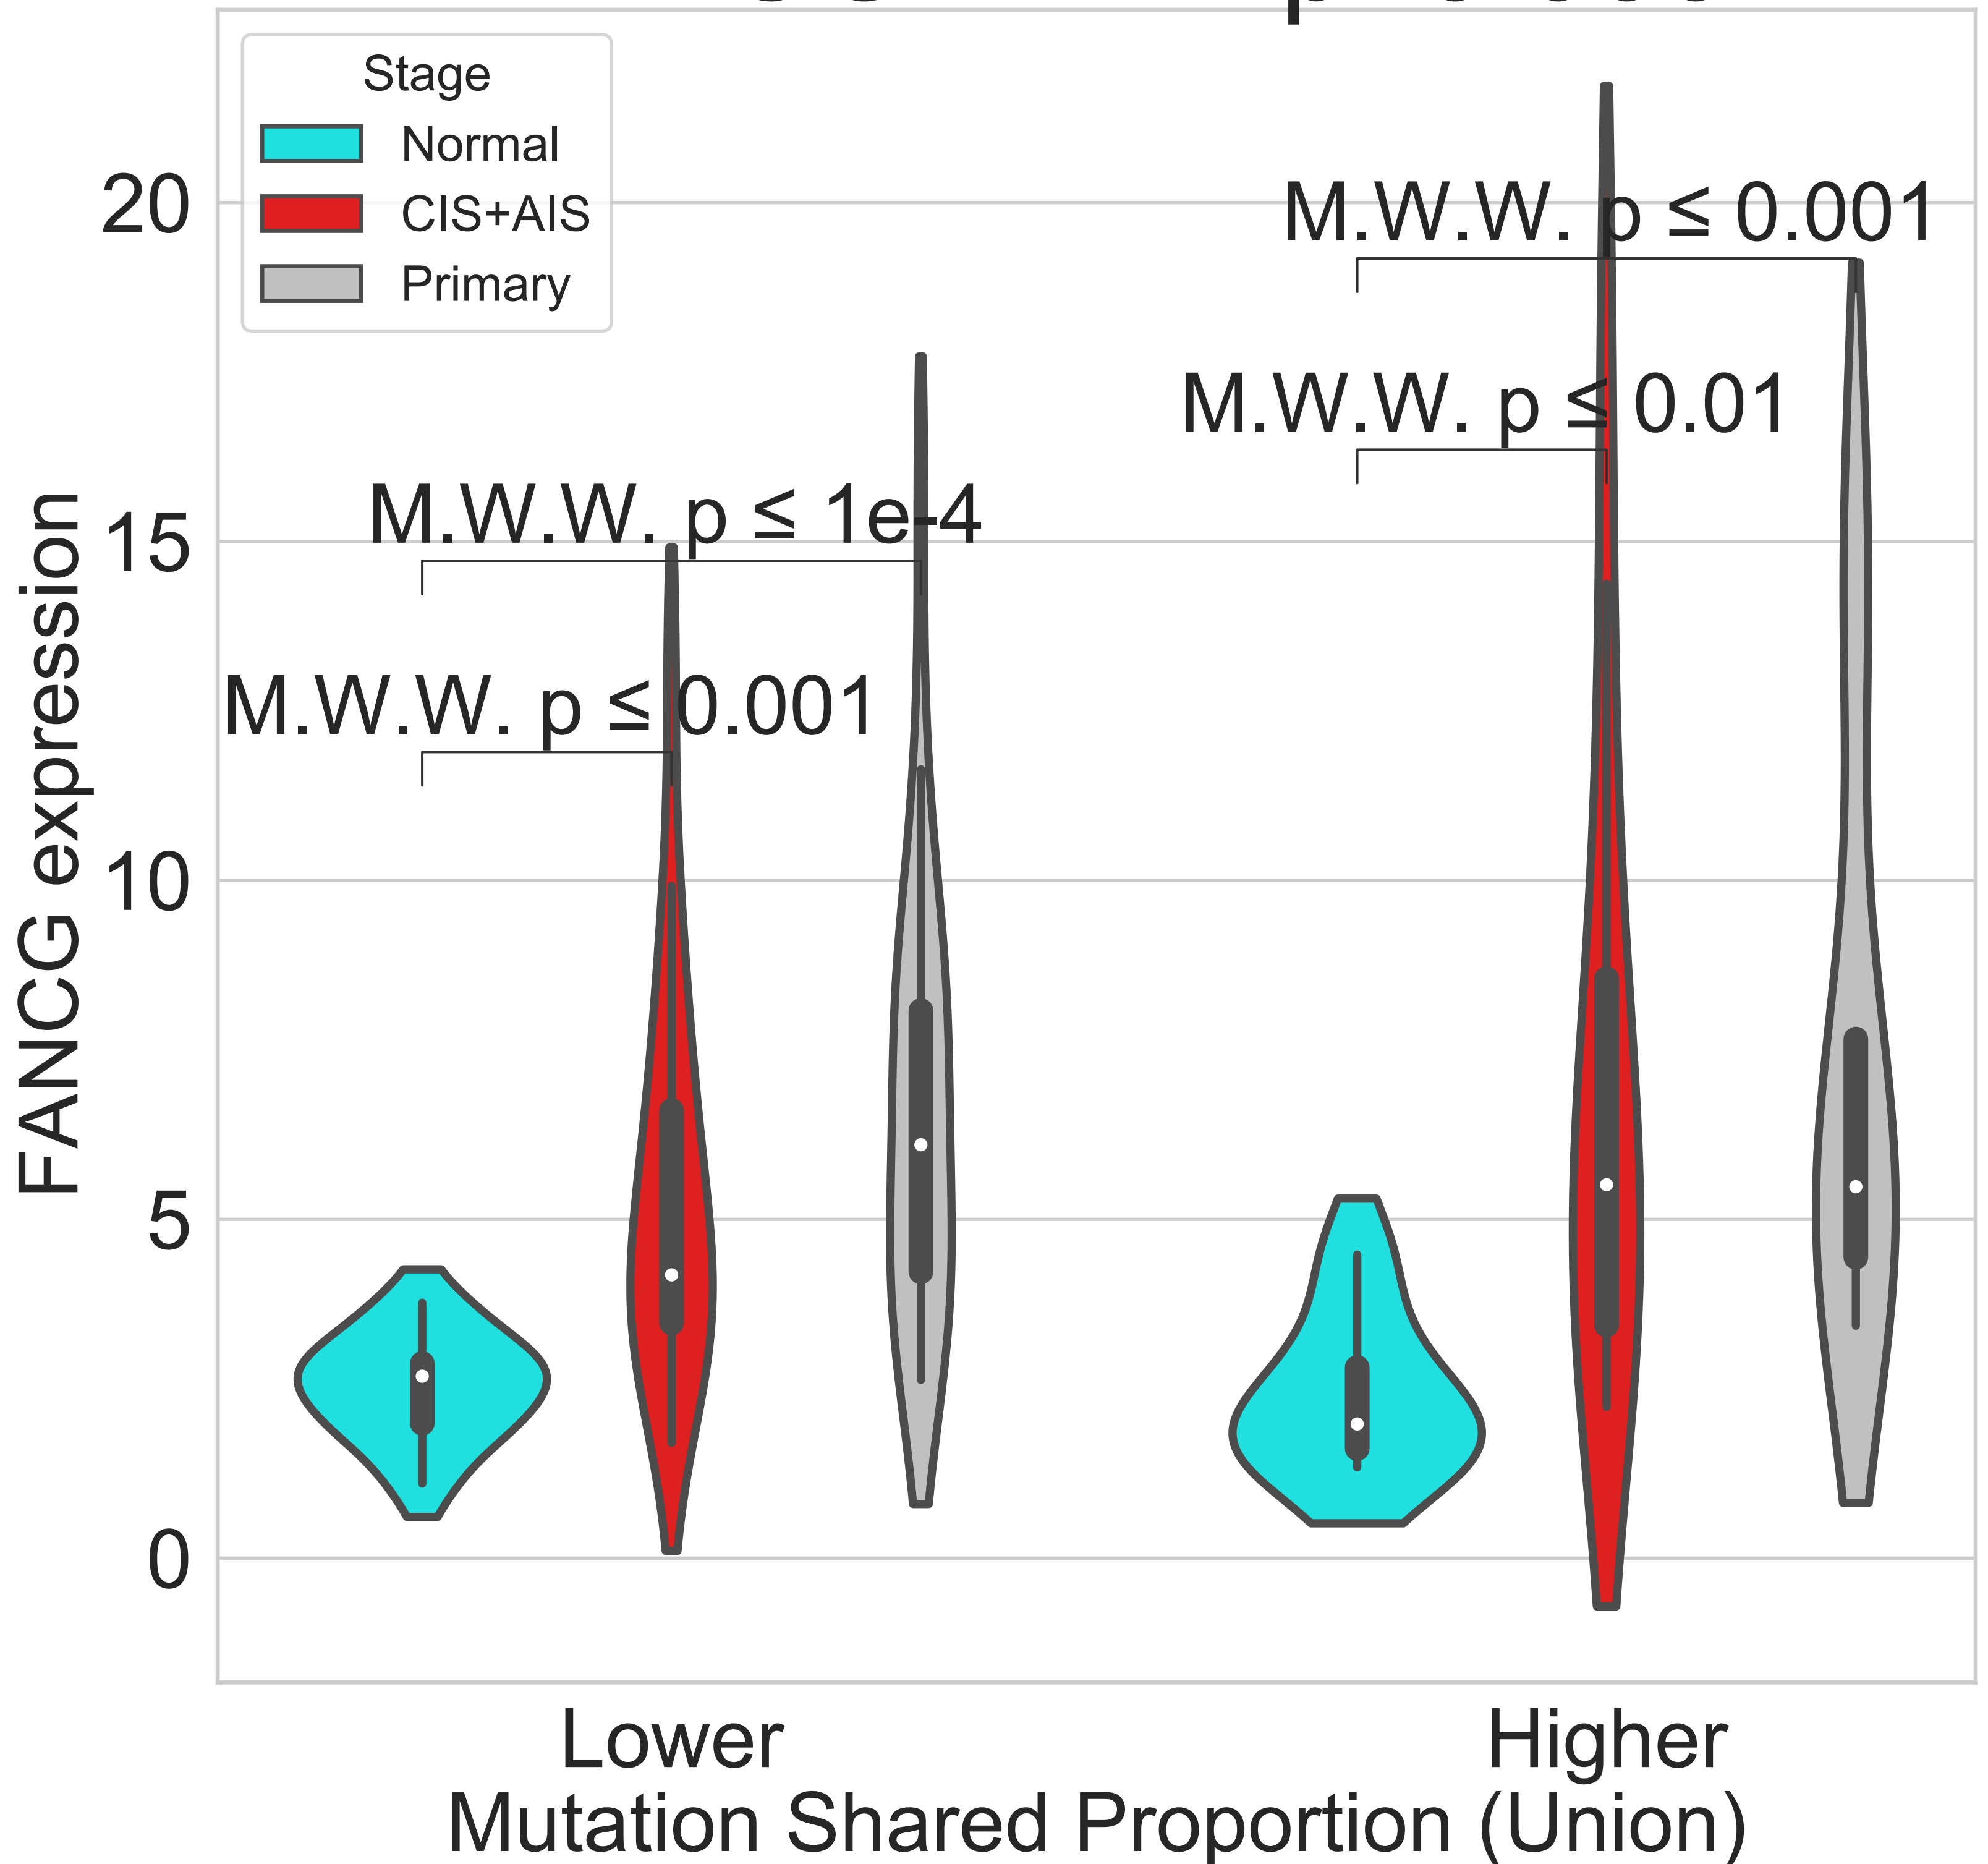 Stage
Normal
CIS+AIS
Primary
20
15
10
5
0
FANCG expression
M.W.W. p ≤ 0.001
M.W.W. p ≤ 0.01
M.W.W. p ≤ 1e-4
M.W.W. p ≤ 0.001
Lower
Higher
Mutation Shared Proportion (Union)